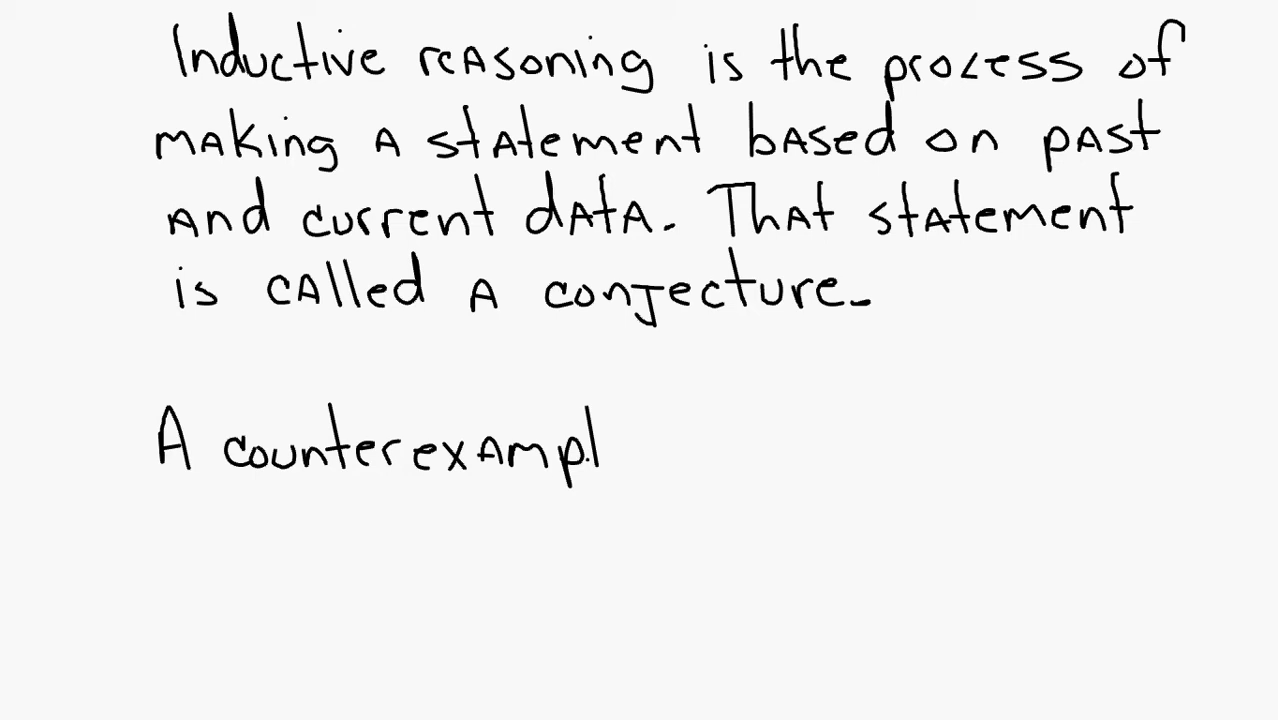 Inductive reasoning is the process of
making a statement based on past
and current data. That statement
is called a conjecture.
A counterexampl